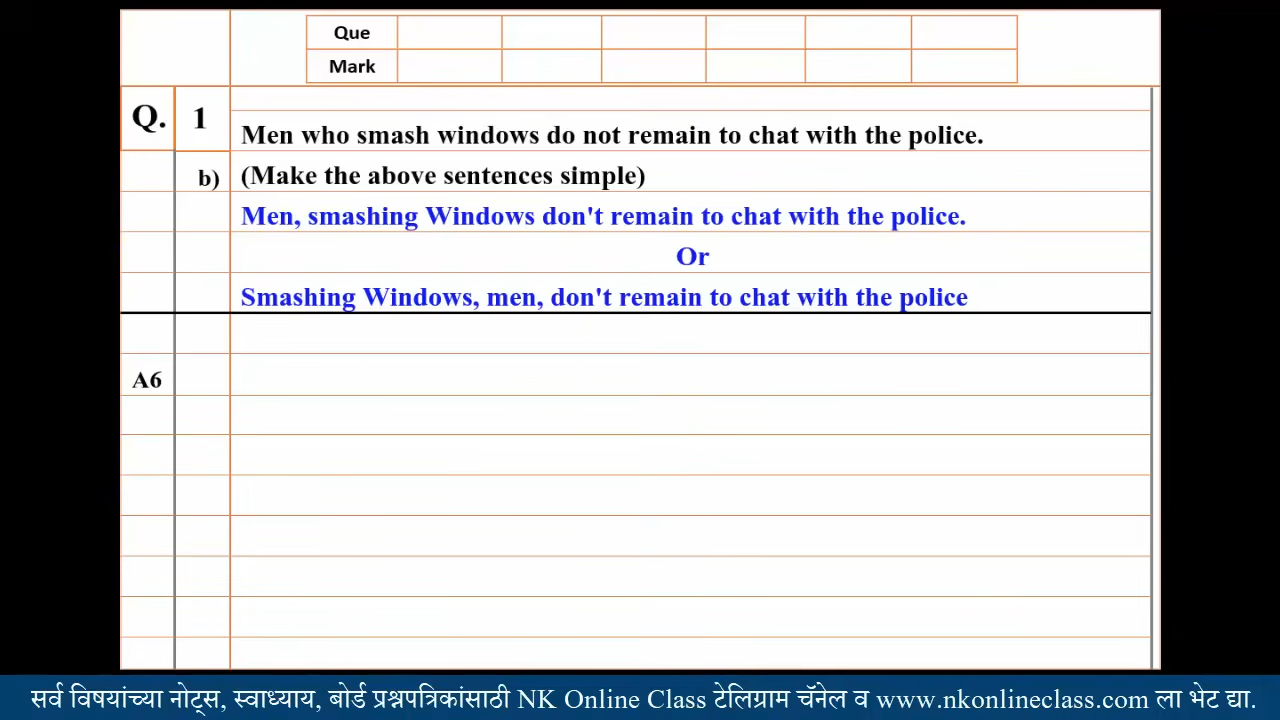 Que
Mark
Q. 1
Men who smash windows do not remain to chat with the police.
b) (Make the above sentences simple)
Men, smashing Windows don't remain to chat with the police.
Or
Smashing Windows, men, don't remain to chat with the police
A6
सर्व विषयांच्या नोट्स, स्वाध्याय, बोर्ड प्रश्नपत्रिकांसाठी NK Online Class टेलिग्राम चॅनेल व www.nkonlineclass.com ला भेट द्या.